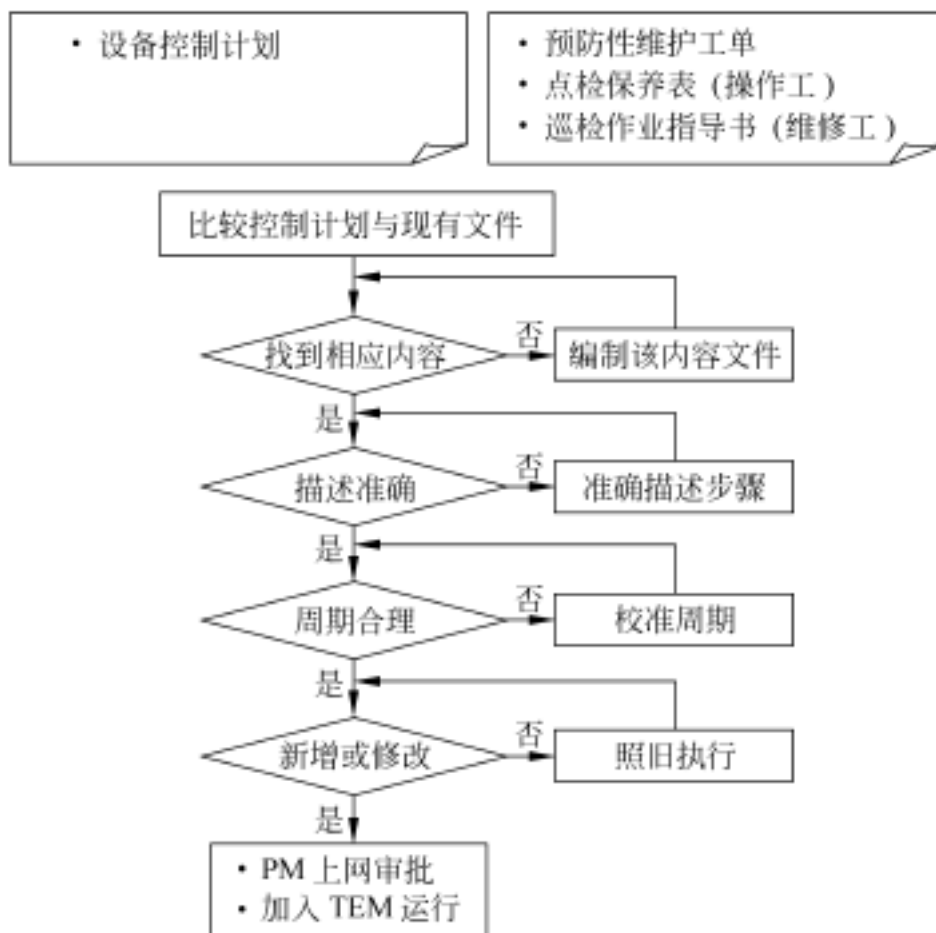 • 设备控制计划
• 预防性维护工单
• 点检保养表（操作工）
• 巡检作业指导书（维修工）
比较控制计划与现有文件
找到相应内容
否
编制该内容文件
是
描述准确
否
准确描述步骤
是
周期合理
否
校准周期
是
新增或修改
否
照旧执行
是
• PM 上网审批
• 加入 TEM 运行